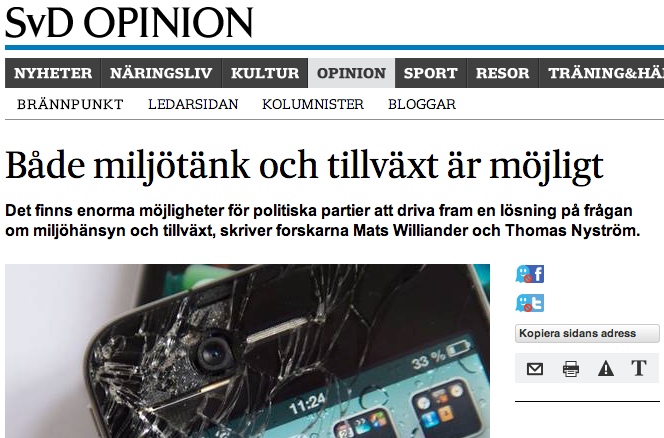 SvD OPINION
NYHETER NÄRINGSLIV KULTUR OPINION SPORT RESOR TRÄNING&HÄ
BRÄNNPUNKT LEDARSIDAN KOLUMNISTER BLOGGAR
Både miljötänk och tillväxt är möjligt
Det finns enorma möjligheter för politiska partier att driva fram en lösning på frågan
om miljöhänsyn och tillväxt, skriver forskarna Mats Williander och Thomas Nyström.
Kopiera sidans adress
T
33 %
11:24